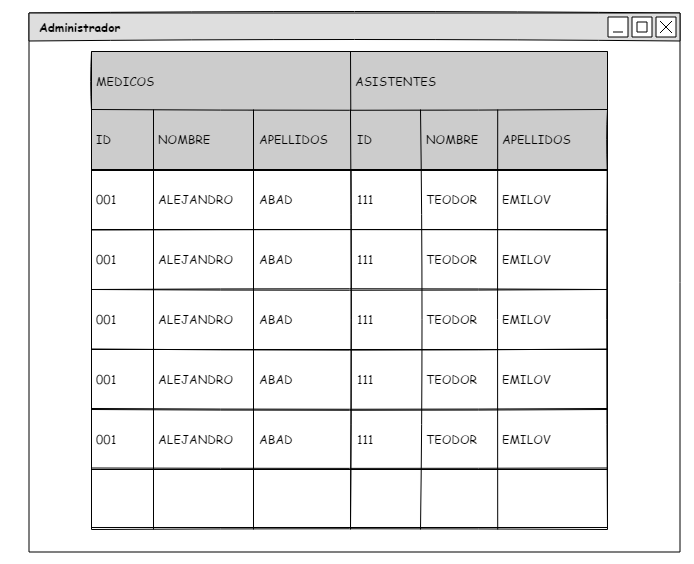 Administrador
MEDICOS ASISTENTES
ID NOMBRE APELLIDOS ID NOMBRE APELLIDOS
001 ALEJANDRO ABAD 111 TEODOR EMILOV
001 ALEJANDRO ABAD 111 TEODOR EMILOV
001 ALEJANDRO ABAD 111 TEODOR EMILOV
001 ALEJANDRO ABAD 111 TEODOR EMILOV
001 ALEJANDRO ABAD 111 TEODOR EMILOV